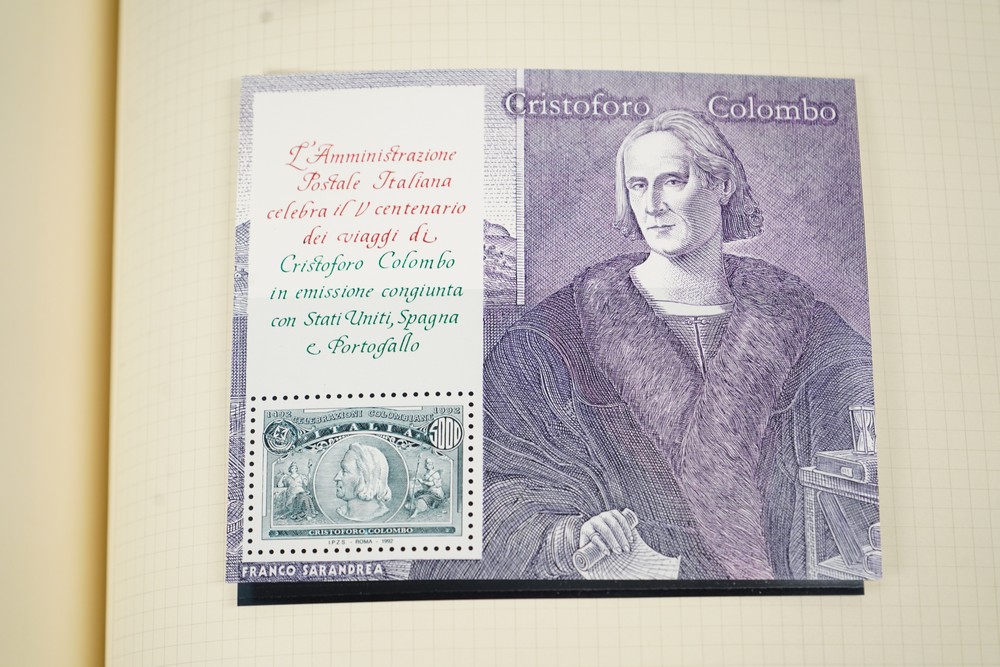 Cristoforo Colombo
L'Amministrazione
Postale Italiana
celebra il V centenario
dei viaggi di
Cristoforo Colombo
in emissione congiunta
con Stati Uniti, Spagna
e Portogallo
1492 CELEBRAZIONI COLOMBIANE 1992
ITALIA 5000
CRISTOFORO COLOMBO
I.P.Z.S. - ROMA - 1992
FRANCO SARANDREA